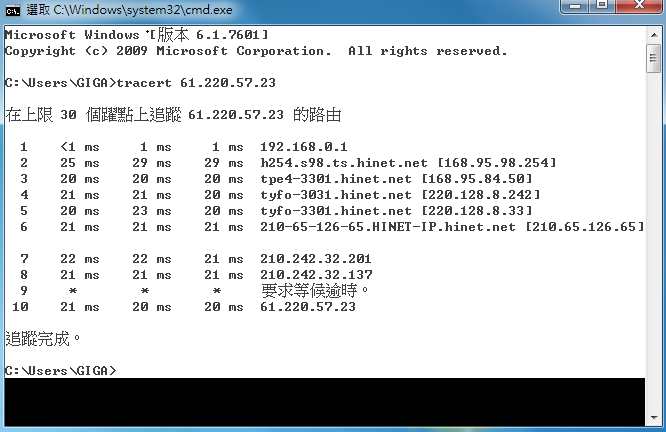 選取 C:\Windows\system32\cmd.exe
Microsoft Windows [版本 6.1.7601]
Copyright (c) 2009 Microsoft Corporation.  All rights reserved.
C:\Users\GIGA>tracert 61.220.57.23
在上限 30 個躍點上追蹤 61.220.57.23 的路由
1    <1 ms     1 ms     1 ms  192.168.0.1
2    25 ms    29 ms    29 ms  h254.s98.ts.hinet.net [168.95.98.254]
3    20 ms    20 ms    20 ms  tpe4-3301.hinet.net [168.95.84.50]
4    21 ms    21 ms    20 ms  tyfo-3031.hinet.net [220.128.8.242]
5    20 ms    23 ms    20 ms  tyfo-3301.hinet.net [220.128.8.33]
6    21 ms    21 ms    21 ms  210-65-126-65.HINET-IP.hinet.net [210.65.126.65]
7    22 ms    22 ms    21 ms  210.242.32.201
8    21 ms    21 ms    21 ms  210.242.32.137
9     *        *        *     要求等候逾時。
10    21 ms    20 ms    20 ms  61.220.57.23
追蹤完成。
C:\Users\GIGA>